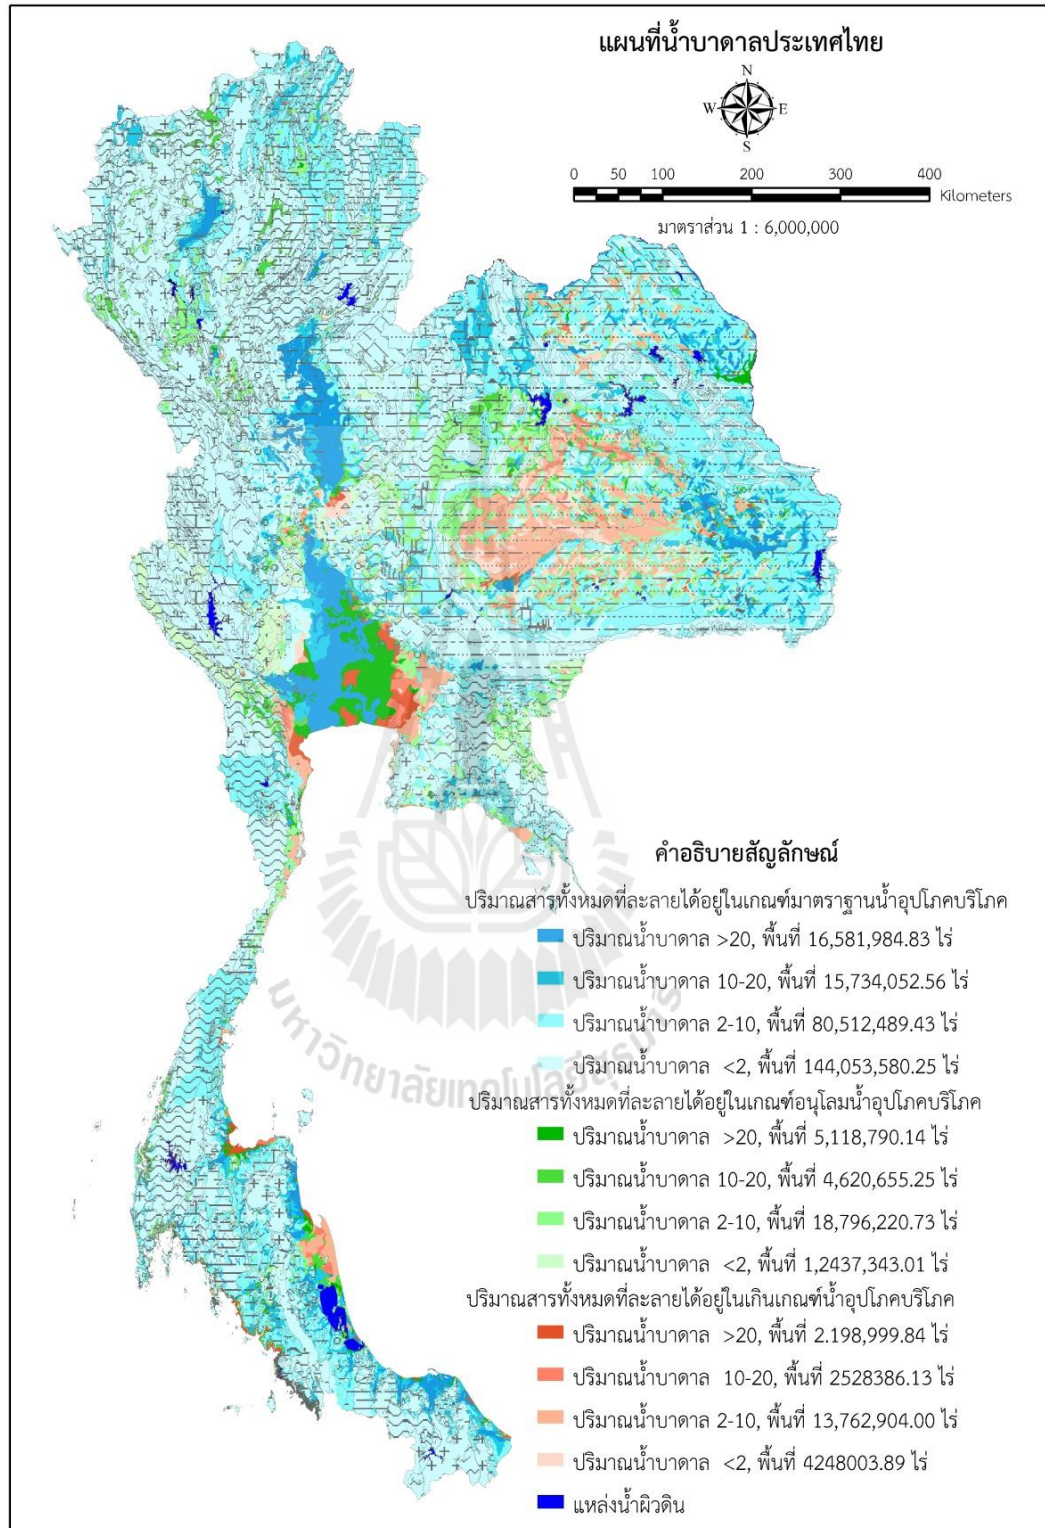 แผนที่น้ำบาดาลประเทศไทย
N
W E
S
0 50 100 200 300 400
Kilometers
มาตราส่วน 1 : 6,000,000
คำอธิบายสัญลักษณ์
ปริมาณสารทั้งหมดที่ละลายได้อยู่ในเกณฑ์มาตราฐานน้ำอุปโภคบริโภค
ปริมาณน้ำบาดาล >20, พื้นที่ 16,581,984.83 ไร่
ปริมาณน้ำบาดาล 10-20, พื้นที่ 15,734,052.56 ไร่
ปริมาณน้ำบาดาล 2-10, พื้นที่ 80,512,489.43 ไร่
ปริมาณน้ำบาดาล <2, พื้นที่ 144,053,580.25 ไร่
ปริมาณสารทั้งหมดที่ละลายได้อยู่ในเกณฑ์อนุโลมน้ำอุปโภคบริโภค
ปริมาณน้ำบาดาล >20, พื้นที่ 5,118,790.14 ไร่
ปริมาณน้ำบาดาล 10-20, พื้นที่ 4,620,655.25 ไร่
ปริมาณน้ำบาดาล 2-10, พื้นที่ 18,796,220.73 ไร่
ปริมาณน้ำบาดาล <2, พื้นที่ 1,2437,343.01 ไร่
ปริมาณสารทั้งหมดที่ละลายได้อยู่ในเกินเกณฑ์น้ำอุปโภคบริโภค
ปริมาณน้ำบาดาล >20, พื้นที่ 2.198,999.84 ไร่
ปริมาณน้ำบาดาล 10-20, พื้นที่ 2528386.13 ไร่
ปริมาณน้ำบาดาล 2-10, พื้นที่ 13,762,904.00 ไร่
ปริมาณน้ำบาดาล <2, พื้นที่ 4248003.89 ไร่
แหล่งน้ำผิวดิน
มหาวิทยาลัยเทคโนโลยีสุรนารี